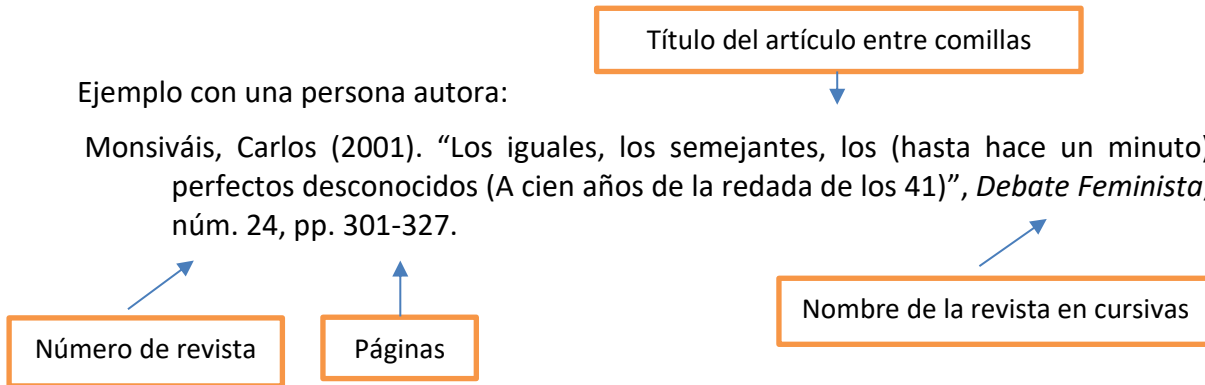 Título del artículo entre comillas
Ejemplo con una persona autora:
Monsiváis, Carlos (2001). “Los iguales, los semejantes, los (hasta hace un minuto)
perfectos desconocidos (A cien años de la redada de los 41)”, Debate Feminista,
núm. 24, pp. 301-327.
Nombre de la revista en cursivas
Número de revista
Páginas